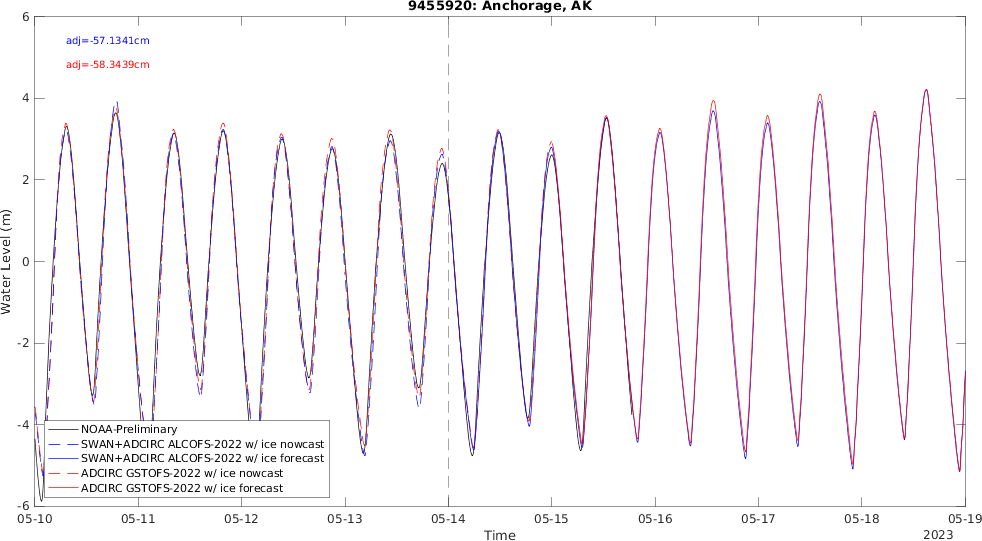 9455920: Anchorage, AK
adj=-57.1341cm
adj=-58.3439cm
6
4
2
0
-2
-4
-6
Water Level (m)
NOAA-Preliminary
SWAN+ADCIRC ALCOFS-2022 w/ ice nowcast
SWAN+ADCIRC ALCOFS-2022 w/ ice forecast
ADCIRC GSTOFS-2022 w/ ice nowcast
ADCIRC GSTOFS-2022 w/ ice forecast
05-10 05-11 05-12 05-13 05-14 05-15 05-16 05-17 05-18 05-19
Time
2023